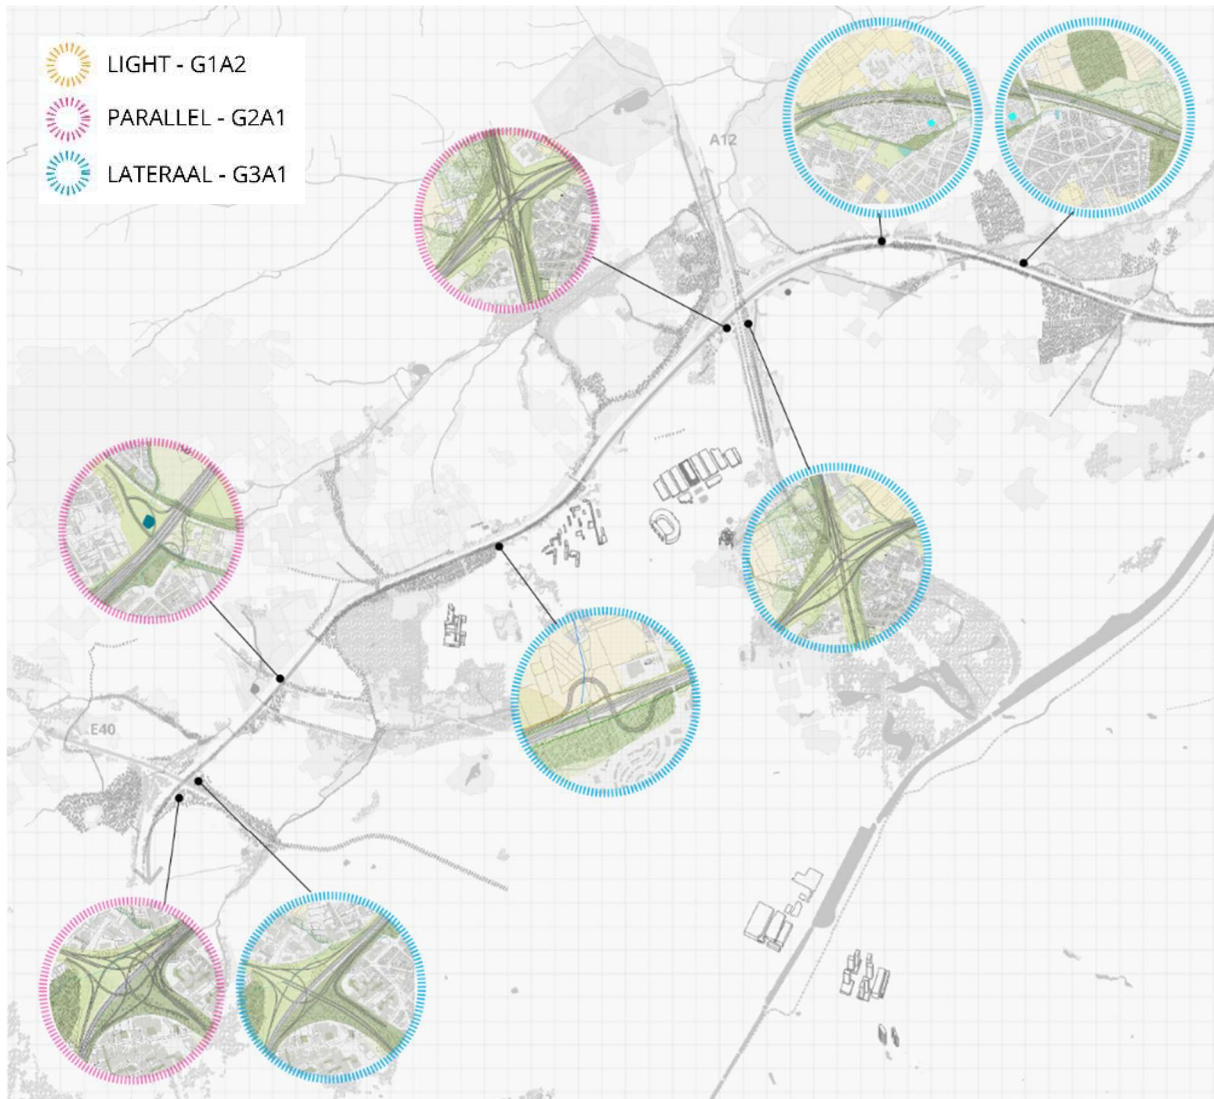 LIGHT - G1A2
PARALLEL - G2A1
LATERAAL - G3A1
A12
E40